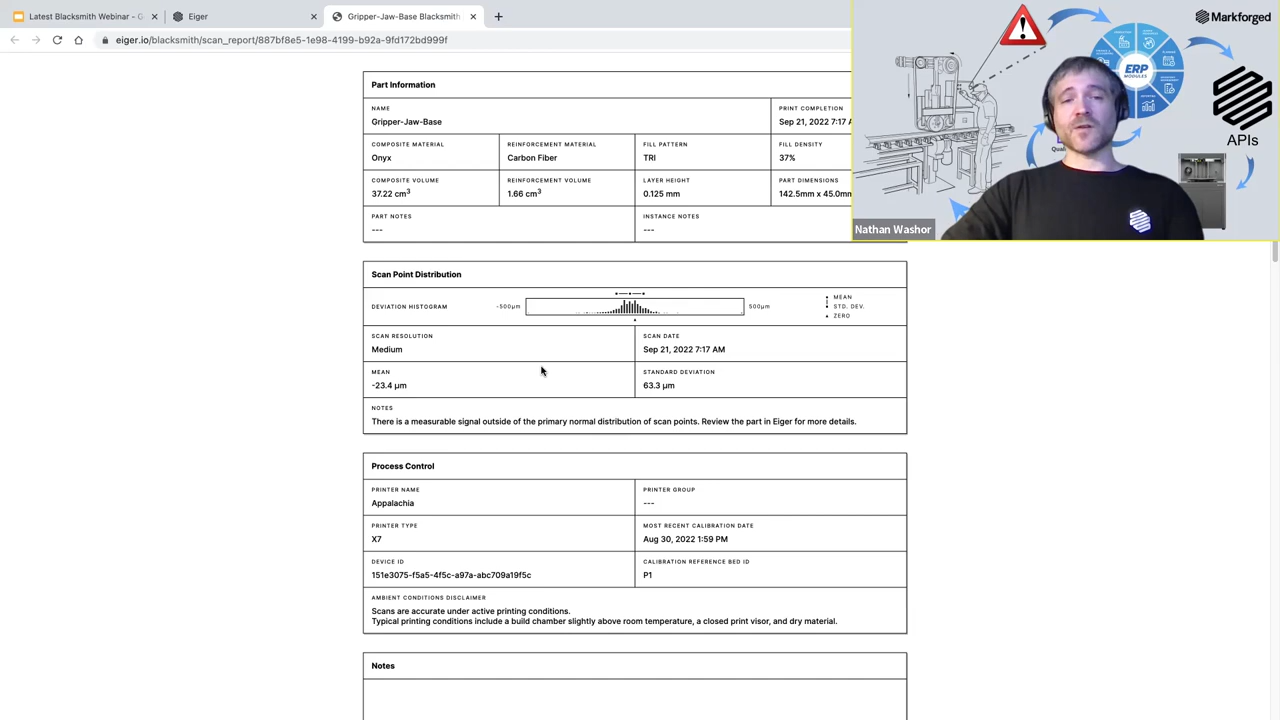 Latest Blacksmith Webinar – G
Eiger
Gripper-Jaw-Base Blacksmith
eiger.io/blacksmith/scan_report/887bf8e5-1e98-4199-b92a-9fd172bd999f
Markforged
ERP
MODULES
APIs
Nathan Washor
Part Information
NAME
Gripper-Jaw-Base
PRINT COMPLETION
Sep 21, 2022 7:17 A
COMPOSITE MATERIAL
Onyx
REINFORCEMENT MATERIAL
Carbon Fiber
FILL PATTERN
TRI
FILL DENSITY
37%
COMPOSITE VOLUME
37.22 cm³
REINFORCEMENT VOLUME
1.66 cm³
LAYER HEIGHT
0.125 mm
PART DIMENSIONS
142.5mm x 45.0mm
PART NOTES
---
INSTANCE NOTES
---
Scan Point Distribution
DEVIATION HISTOGRAM
-500µm
500µm
MEAN
STD. DEV.
ZERO
SCAN RESOLUTION
Medium
SCAN DATE
Sep 21, 2022 7:17 AM
MEAN
-23.4 µm
STANDARD DEVIATION
63.3 µm
NOTES
There is a measurable signal outside of the primary normal distribution of scan points. Review the part in Eiger for more details.
Process Control
PRINTER NAME
Appalachia
PRINTER GROUP
---
PRINTER TYPE
X7
MOST RECENT CALIBRATION DATE
Aug 30, 2022 1:59 PM
DEVICE ID
151e3075-f5a5-4f5c-a97a-abc709a19f5c
CALIBRATION REFERENCE BED ID
P1
AMBIENT CONDITIONS DISCLAIMER
Scans are accurate under active printing conditions.
Typical printing conditions include a build chamber slightly above room temperature, a closed print visor, and dry material.
Notes